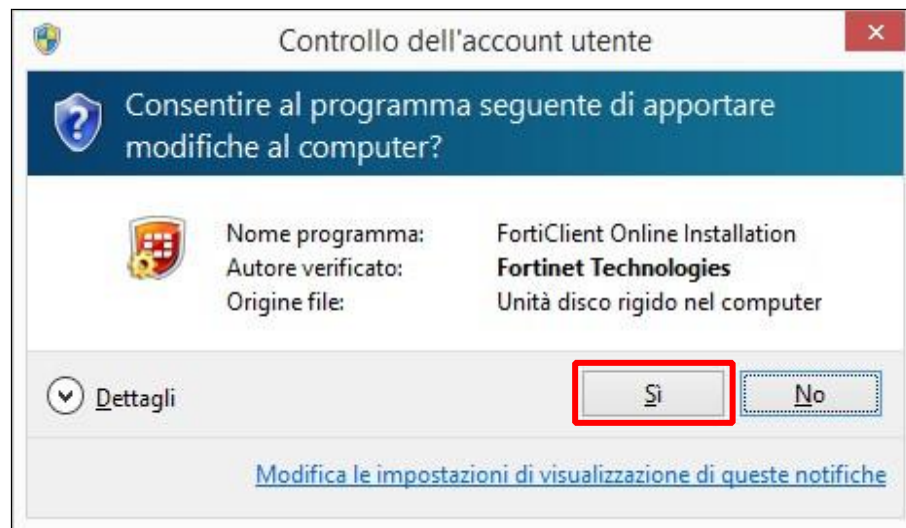 Controllo dell'account utente
Consentire al programma seguente di apportare
modifiche al computer?
Nome programma: FortiClient Online Installation
Autore verificato: Fortinet Technologies
Origine file: Unità disco rigido nel computer
Dettagli Sì No
Modifica le impostazioni di visualizzazione di queste notifiche